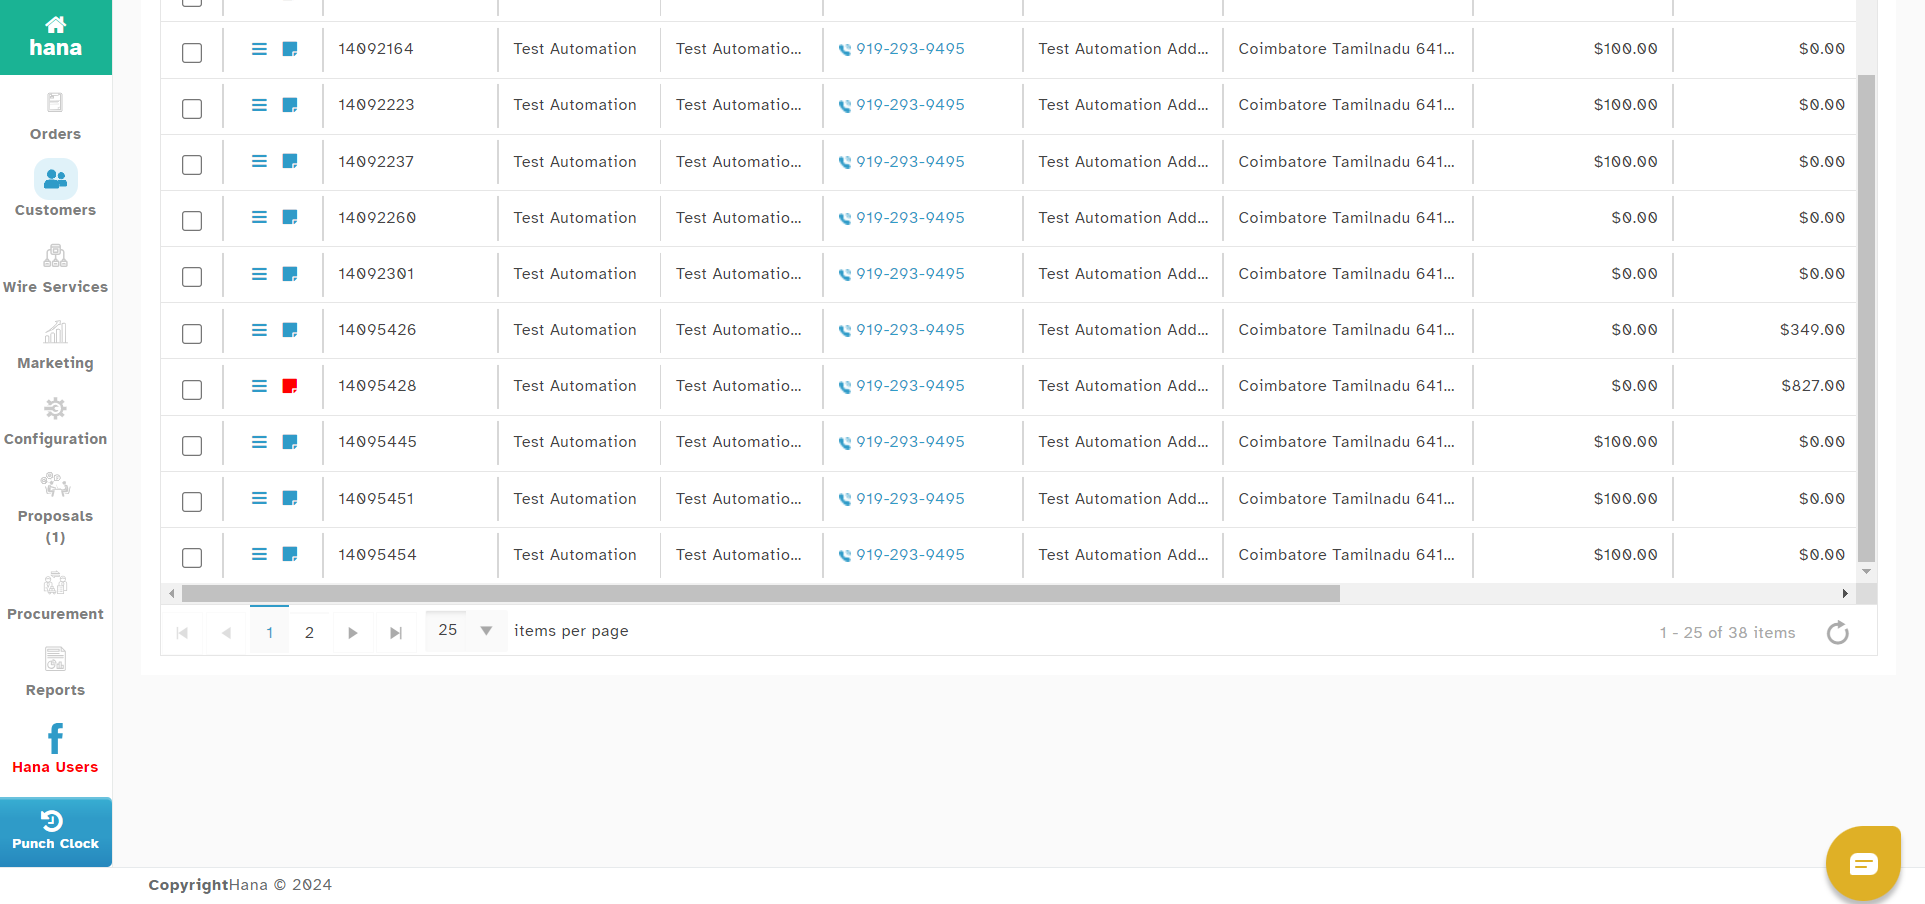 hana
Orders
Customers
Wire Services
Marketing
Configuration
Proposals
(1)
Procurement
Reports
Hana Users
Punch Clock
14092164 Test Automation Test Automatio... 919-293-9495 Test Automation Add... Coimbatore Tamilnadu 641... $100.00 $0.00
14092223 Test Automation Test Automatio... 919-293-9495 Test Automation Add... Coimbatore Tamilnadu 641... $100.00 $0.00
14092237 Test Automation Test Automatio... 919-293-9495 Test Automation Add... Coimbatore Tamilnadu 641... $100.00 $0.00
14092260 Test Automation Test Automatio... 919-293-9495 Test Automation Add... Coimbatore Tamilnadu 641... $0.00 $0.00
14092301 Test Automation Test Automatio... 919-293-9495 Test Automation Add... Coimbatore Tamilnadu 641... $0.00 $0.00
14095426 Test Automation Test Automatio... 919-293-9495 Test Automation Add... Coimbatore Tamilnadu 641... $0.00 $349.00
14095428 Test Automation Test Automatio... 919-293-9495 Test Automation Add... Coimbatore Tamilnadu 641... $0.00 $827.00
14095445 Test Automation Test Automatio... 919-293-9495 Test Automation Add... Coimbatore Tamilnadu 641... $100.00 $0.00
14095451 Test Automation Test Automatio... 919-293-9495 Test Automation Add... Coimbatore Tamilnadu 641... $100.00 $0.00
14095454 Test Automation Test Automatio... 919-293-9495 Test Automation Add... Coimbatore Tamilnadu 641... $100.00 $0.00
1 2 25 items per page 1 - 25 of 38 items
CopyrightHana © 2024